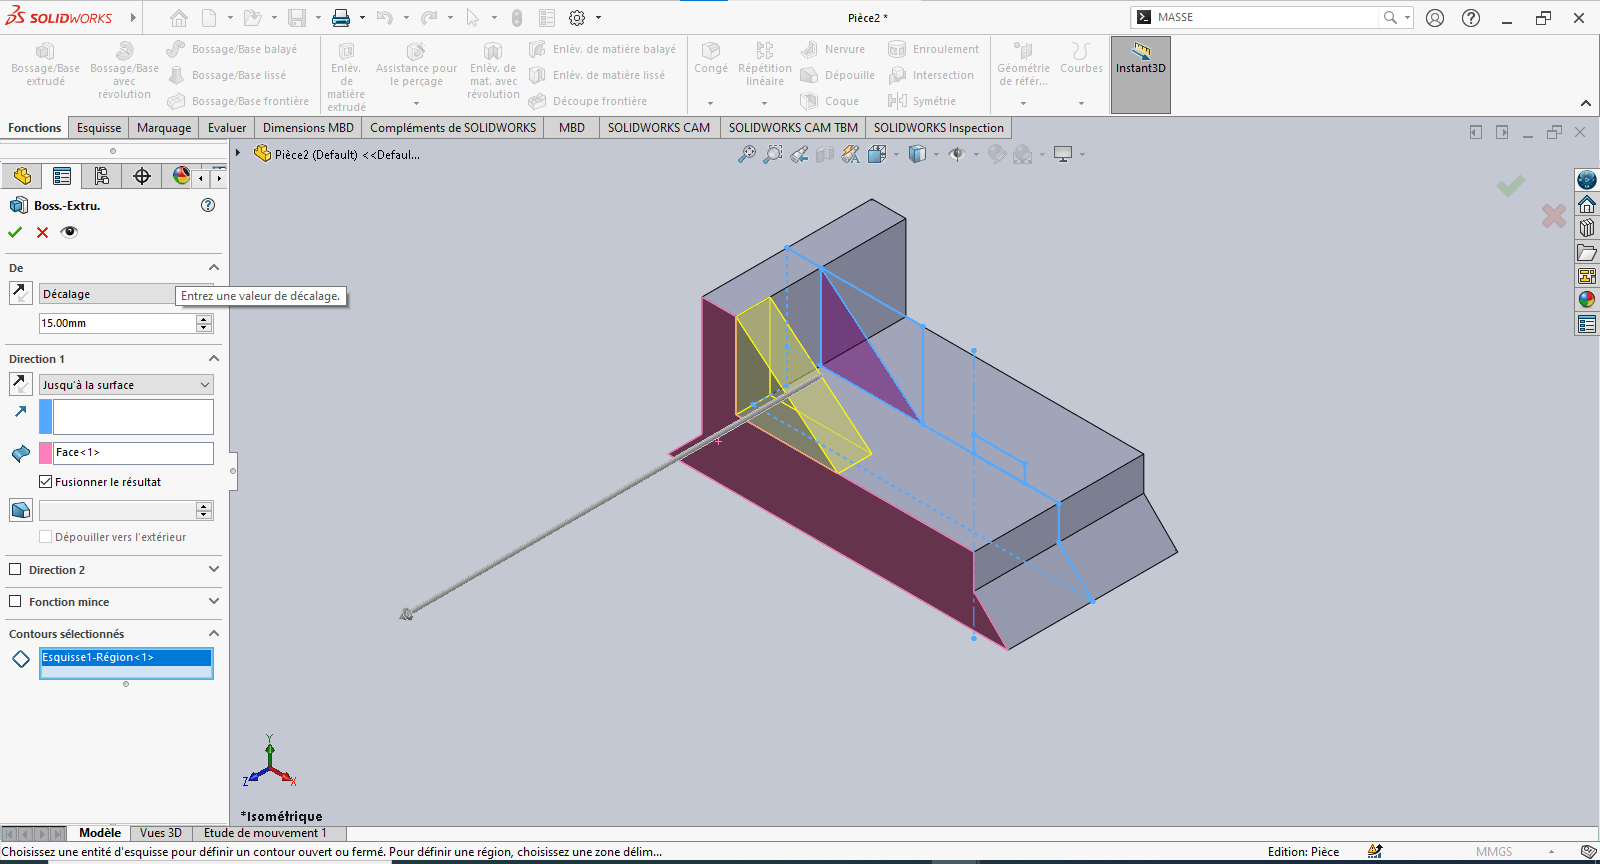 SOLIDWORKS
Pièce2 *
MASSE
Bossage/Base extrudé
Bossage/Base avec révolution
Bossage/Base balayé
Bossage/Base lissé
Bossage/Base frontière
Enlèv. de matière extrudé
Assistance pour le perçage
Enlèv. de mat. avec révolution
Enlèv. de matière balayé
Enlèv. de matière lissé
Découpe frontière
Congé
Répétition linéaire
Nervure
Dépouille
Coque
Enroulement
Intersection
Symétrie
Géométrie de référ...
Courbes
Instant3D
Fonctions
Esquisse
Marquage
Evaluer
Dimensions MBD
Compléments de SOLIDWORKS
MBD
SOLIDWORKS CAM
SOLIDWORKS CAM TBM
SOLIDWORKS Inspection
Pièce2 (Default) <<Defaul...
Boss.-Extru.
De
Décalage
Entrez une valeur de décalage.
15.00mm
Direction 1
Jusqu'à la surface
Face<1>
Fusionner le résultat
Dépouiller vers l'extérieur
Direction 2
Fonction mince
Contours sélectionnés
Esquisse1-Région<1>
Y
Z
X
*Isométrique
Modèle
Vues 3D
Etude de mouvement 1
Choisissez une entité d'esquisse pour définir un contour ouvert ou fermé. Pour définir une région, choisissez une zone délim...
Edition: Pièce
MMGS